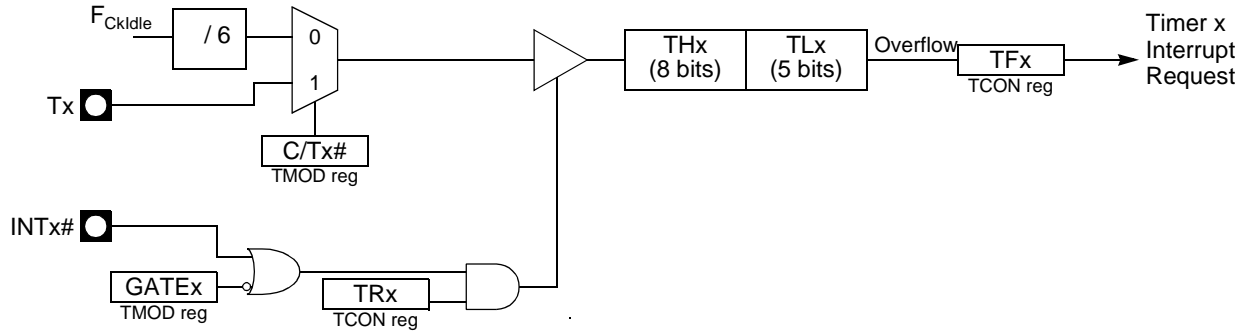 F_CkIdle
/ 6
0
1
Tx
C/Tx#
TMOD reg
THx
(8 bits)
TLx
(5 bits)
Overflow
TFx
TCON reg
Timer x
Interrupt
Request
INTx#
GATEx
TMOD reg
TRx
TCON reg